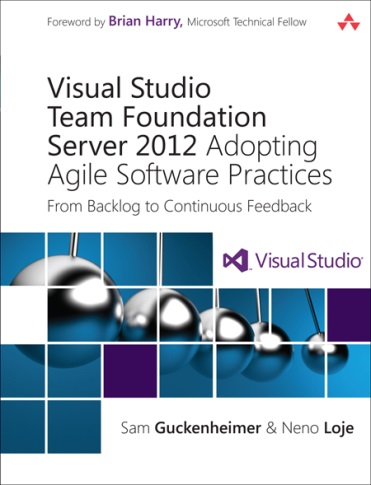 Foreword by Brian Harry, Microsoft Technical Fellow
Visual Studio
Team Foundation
Server 2012 Adopting
Agile Software Practices
From Backlog to Continuous Feedback
Visual Studio
Sam Guckenheimer & Neno Loje